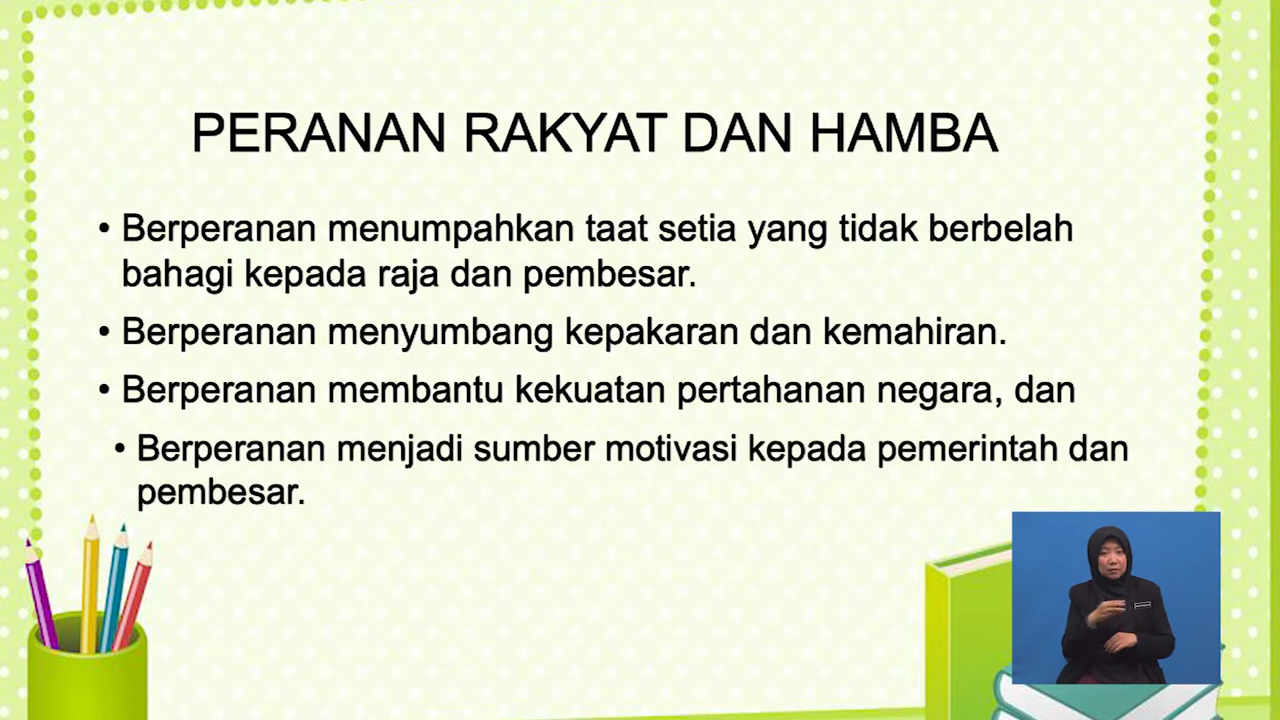 PERANAN RAKYAT DAN HAMBA
• Berperanan menumpahkan taat setia yang tidak berbelah
bahagi kepada raja dan pembesar.
• Berperanan menyumbang kepakaran dan kemahiran.
• Berperanan membantu kekuatan pertahanan negara, dan
• Berperanan menjadi sumber motivasi kepada pemerintah dan
pembesar.